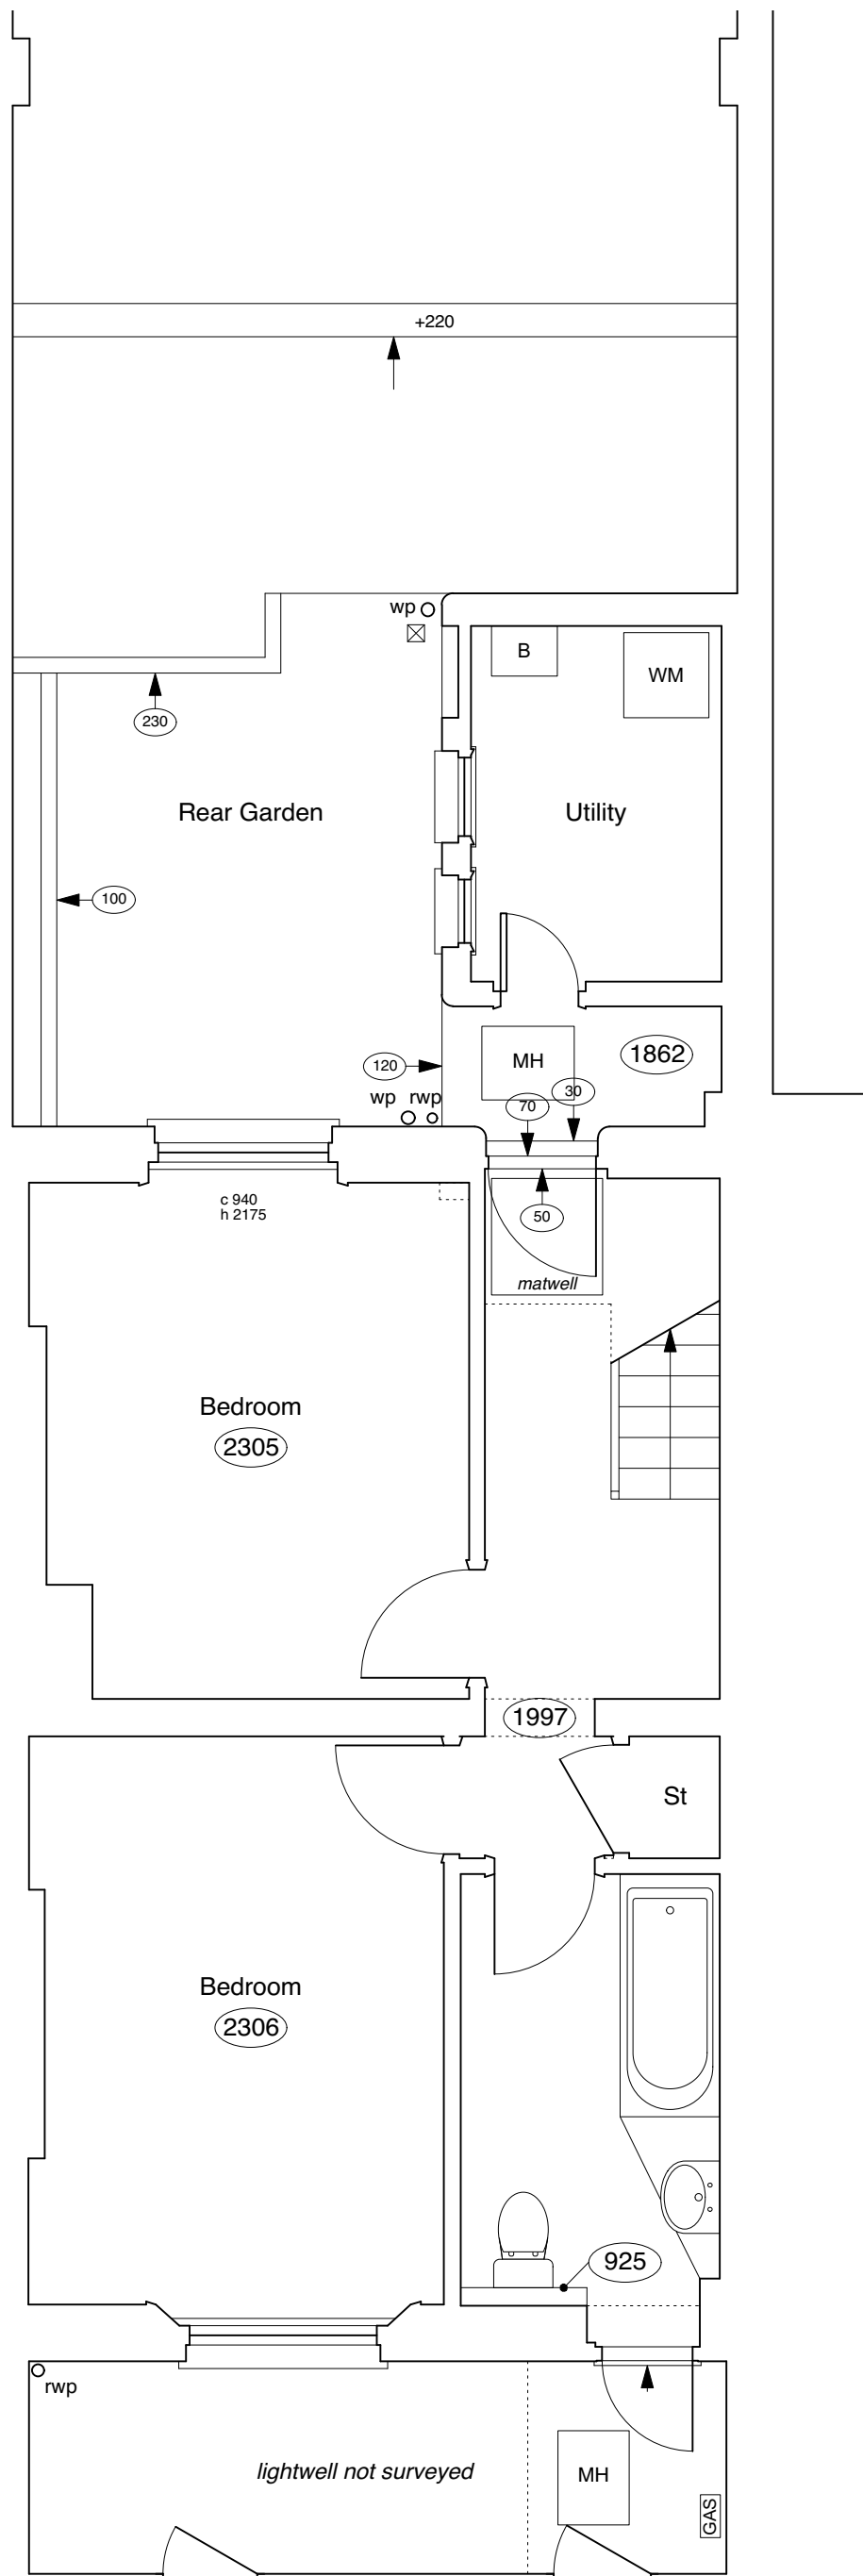 +220
wp
B
WM
230
Rear Garden
Utility
100
MH
1862
120
30
wp
rwp
70
c 940
h 2175
50
matwell
Bedroom
2305
1997
St
Bedroom
2306
925
rwp
lightwell not surveyed
MH
GAS